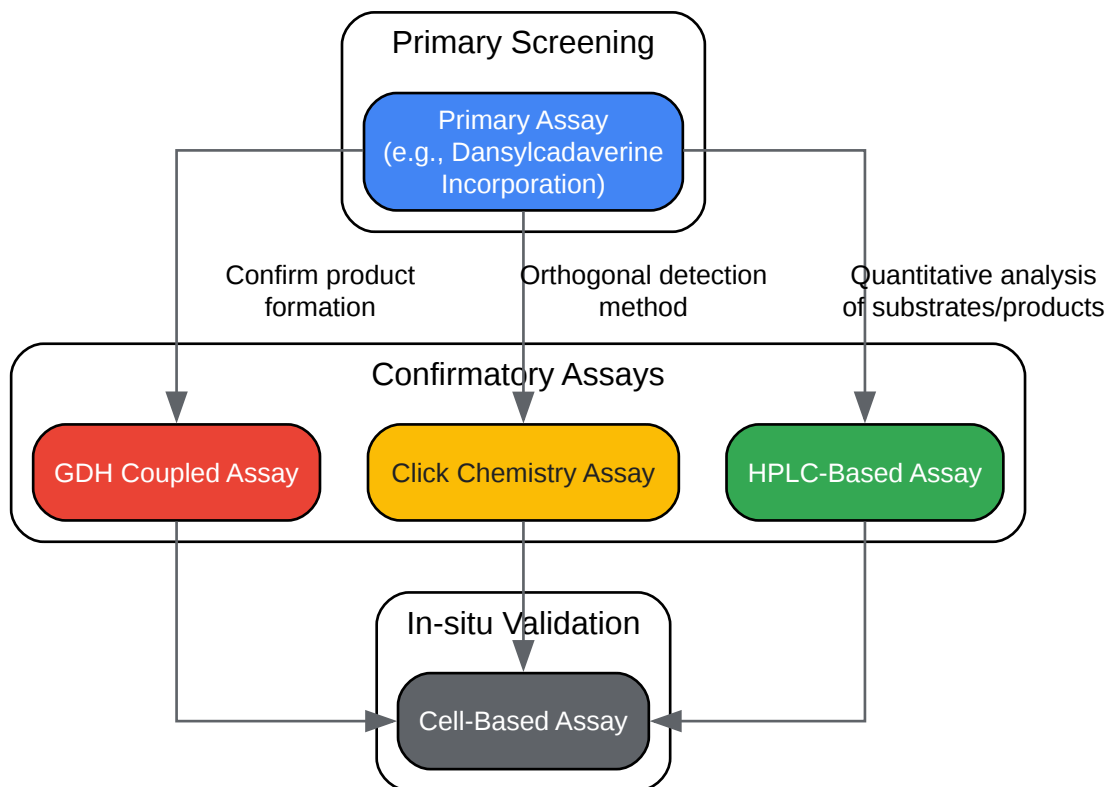 Primary Screening
Primary Assay
(e.g., Dansylcadaverine
Incorporation)
Confirm product
formation
Orthogonal detection
method
Quantitative analysis
of substrates/products
Confirmatory Assays
GDH Coupled Assay
Click Chemistry Assay
HPLC-Based Assay
In-situ Validation
Cell-Based Assay